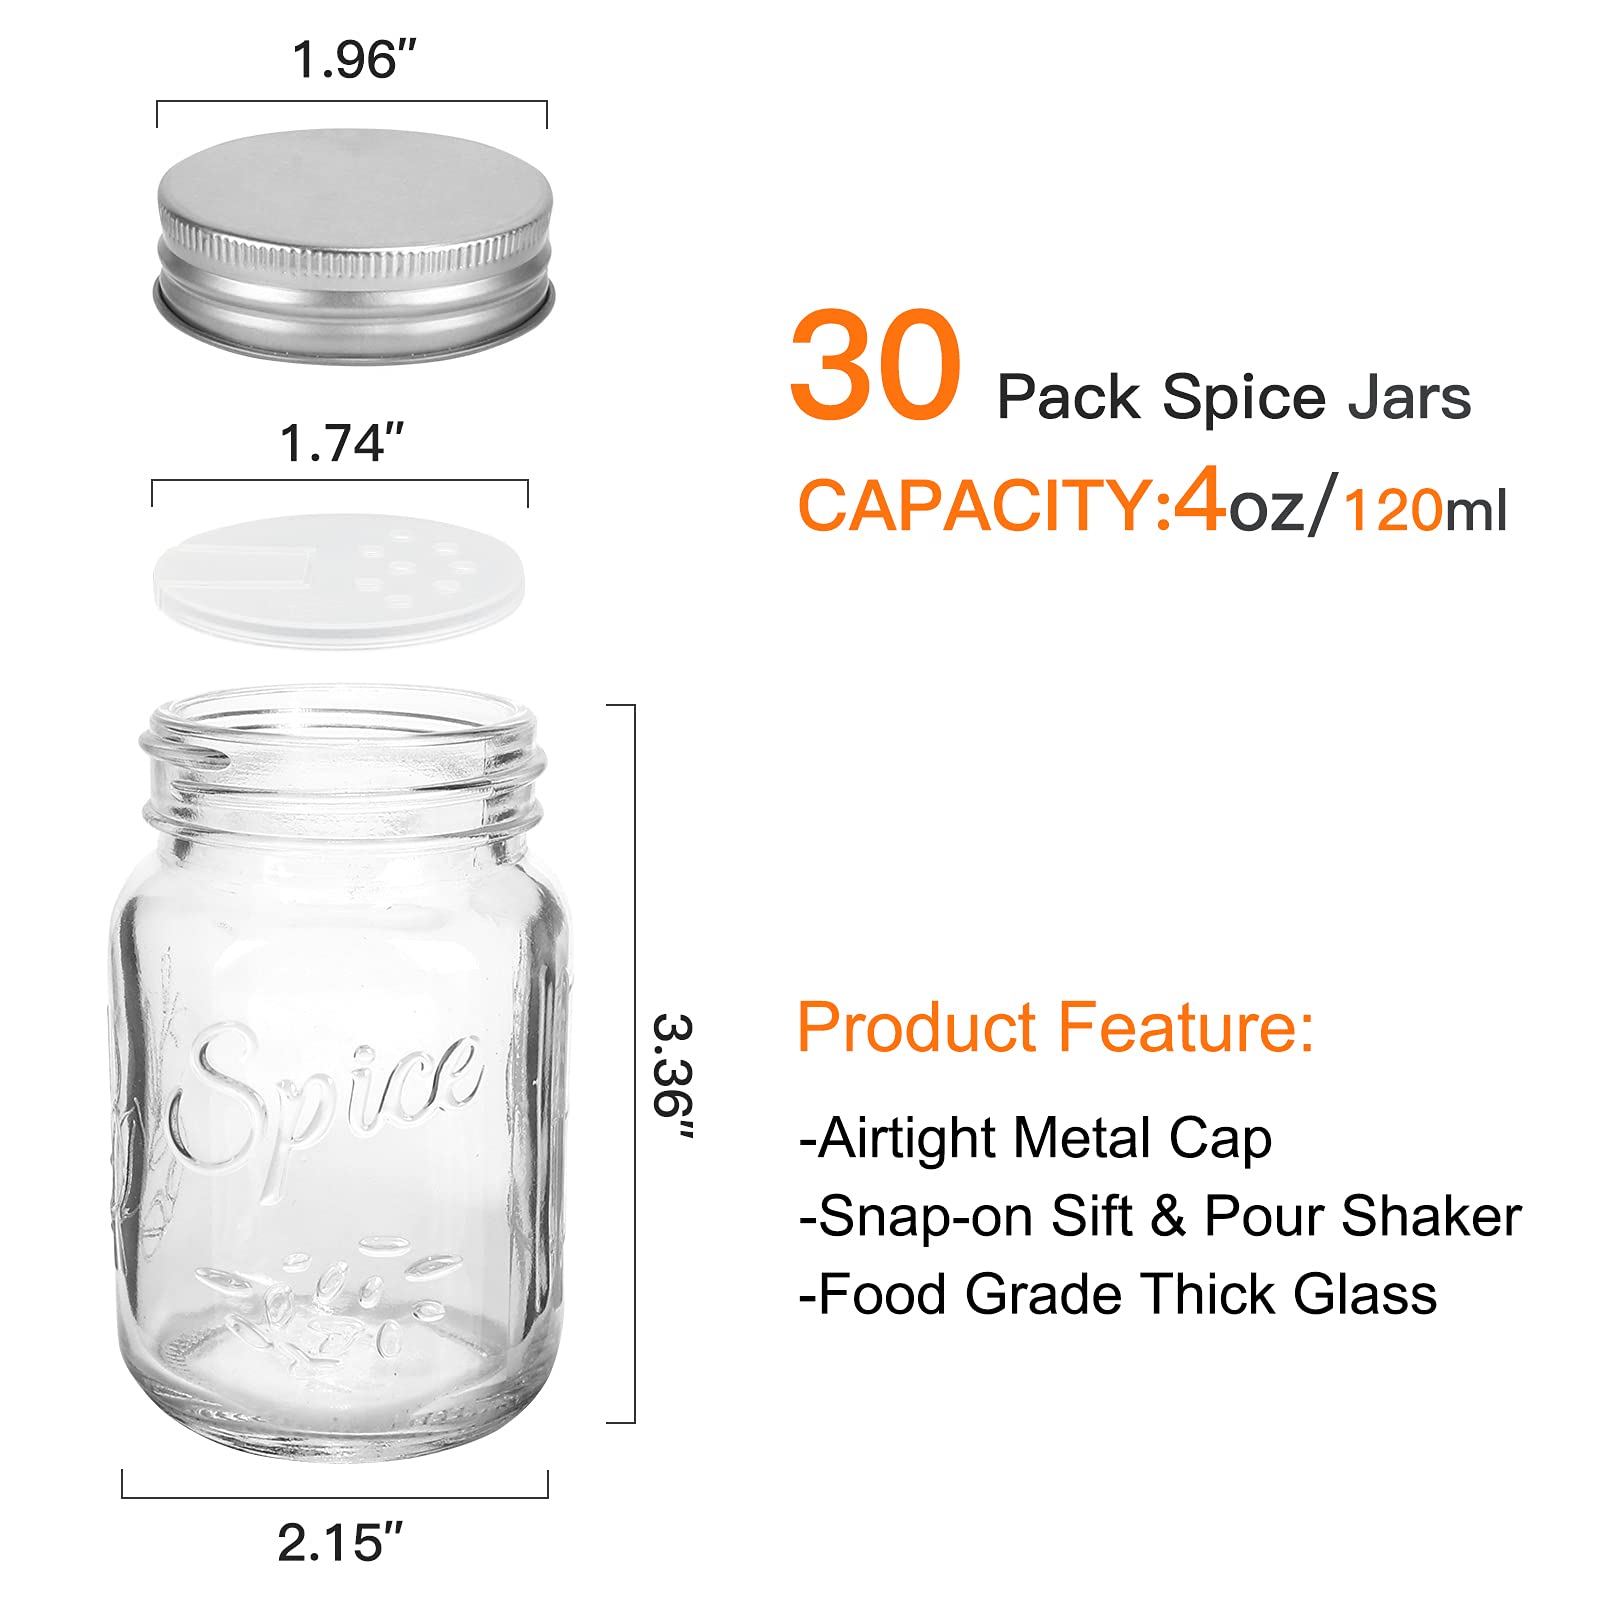 1.96″
1.74″
30 Pack Spice Jars
CAPACITY:4oz/120ml
3.36″
Spice
Product Feature:
-Airtight Metal Cap
-Snap-on Sift & Pour Shaker
-Food Grade Thick Glass
2.15″